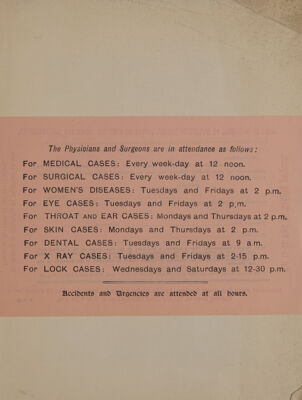 The Physicians and Surgeons are in attendance as follows:
For MEDICAL CASES: Every week-day at 12 noon.
For SURGICAL CASES: Every week-day at 12 noon.
For WOMEN'S DISEASES: Tuesdays and Fridays at 2 p.m.
For EYE CASES: Tuesdays and Fridays at 2 p.m.
For THROAT AND EAR CASES: Mondays and Thursdays at 2 p.m.
For SKIN CASES: Mondays and Thursdays at 2 p.m.
For DENTAL CASES: Tuesdays and Fridays at 9 a.m.
For X RAY CASES: Tuesdays and Fridays at 2-15 p.m.
For LOCK CASES: Wednesdays and Saturdays at 12-30 p.m.
Accidents and Urgencies are attended at all hours.